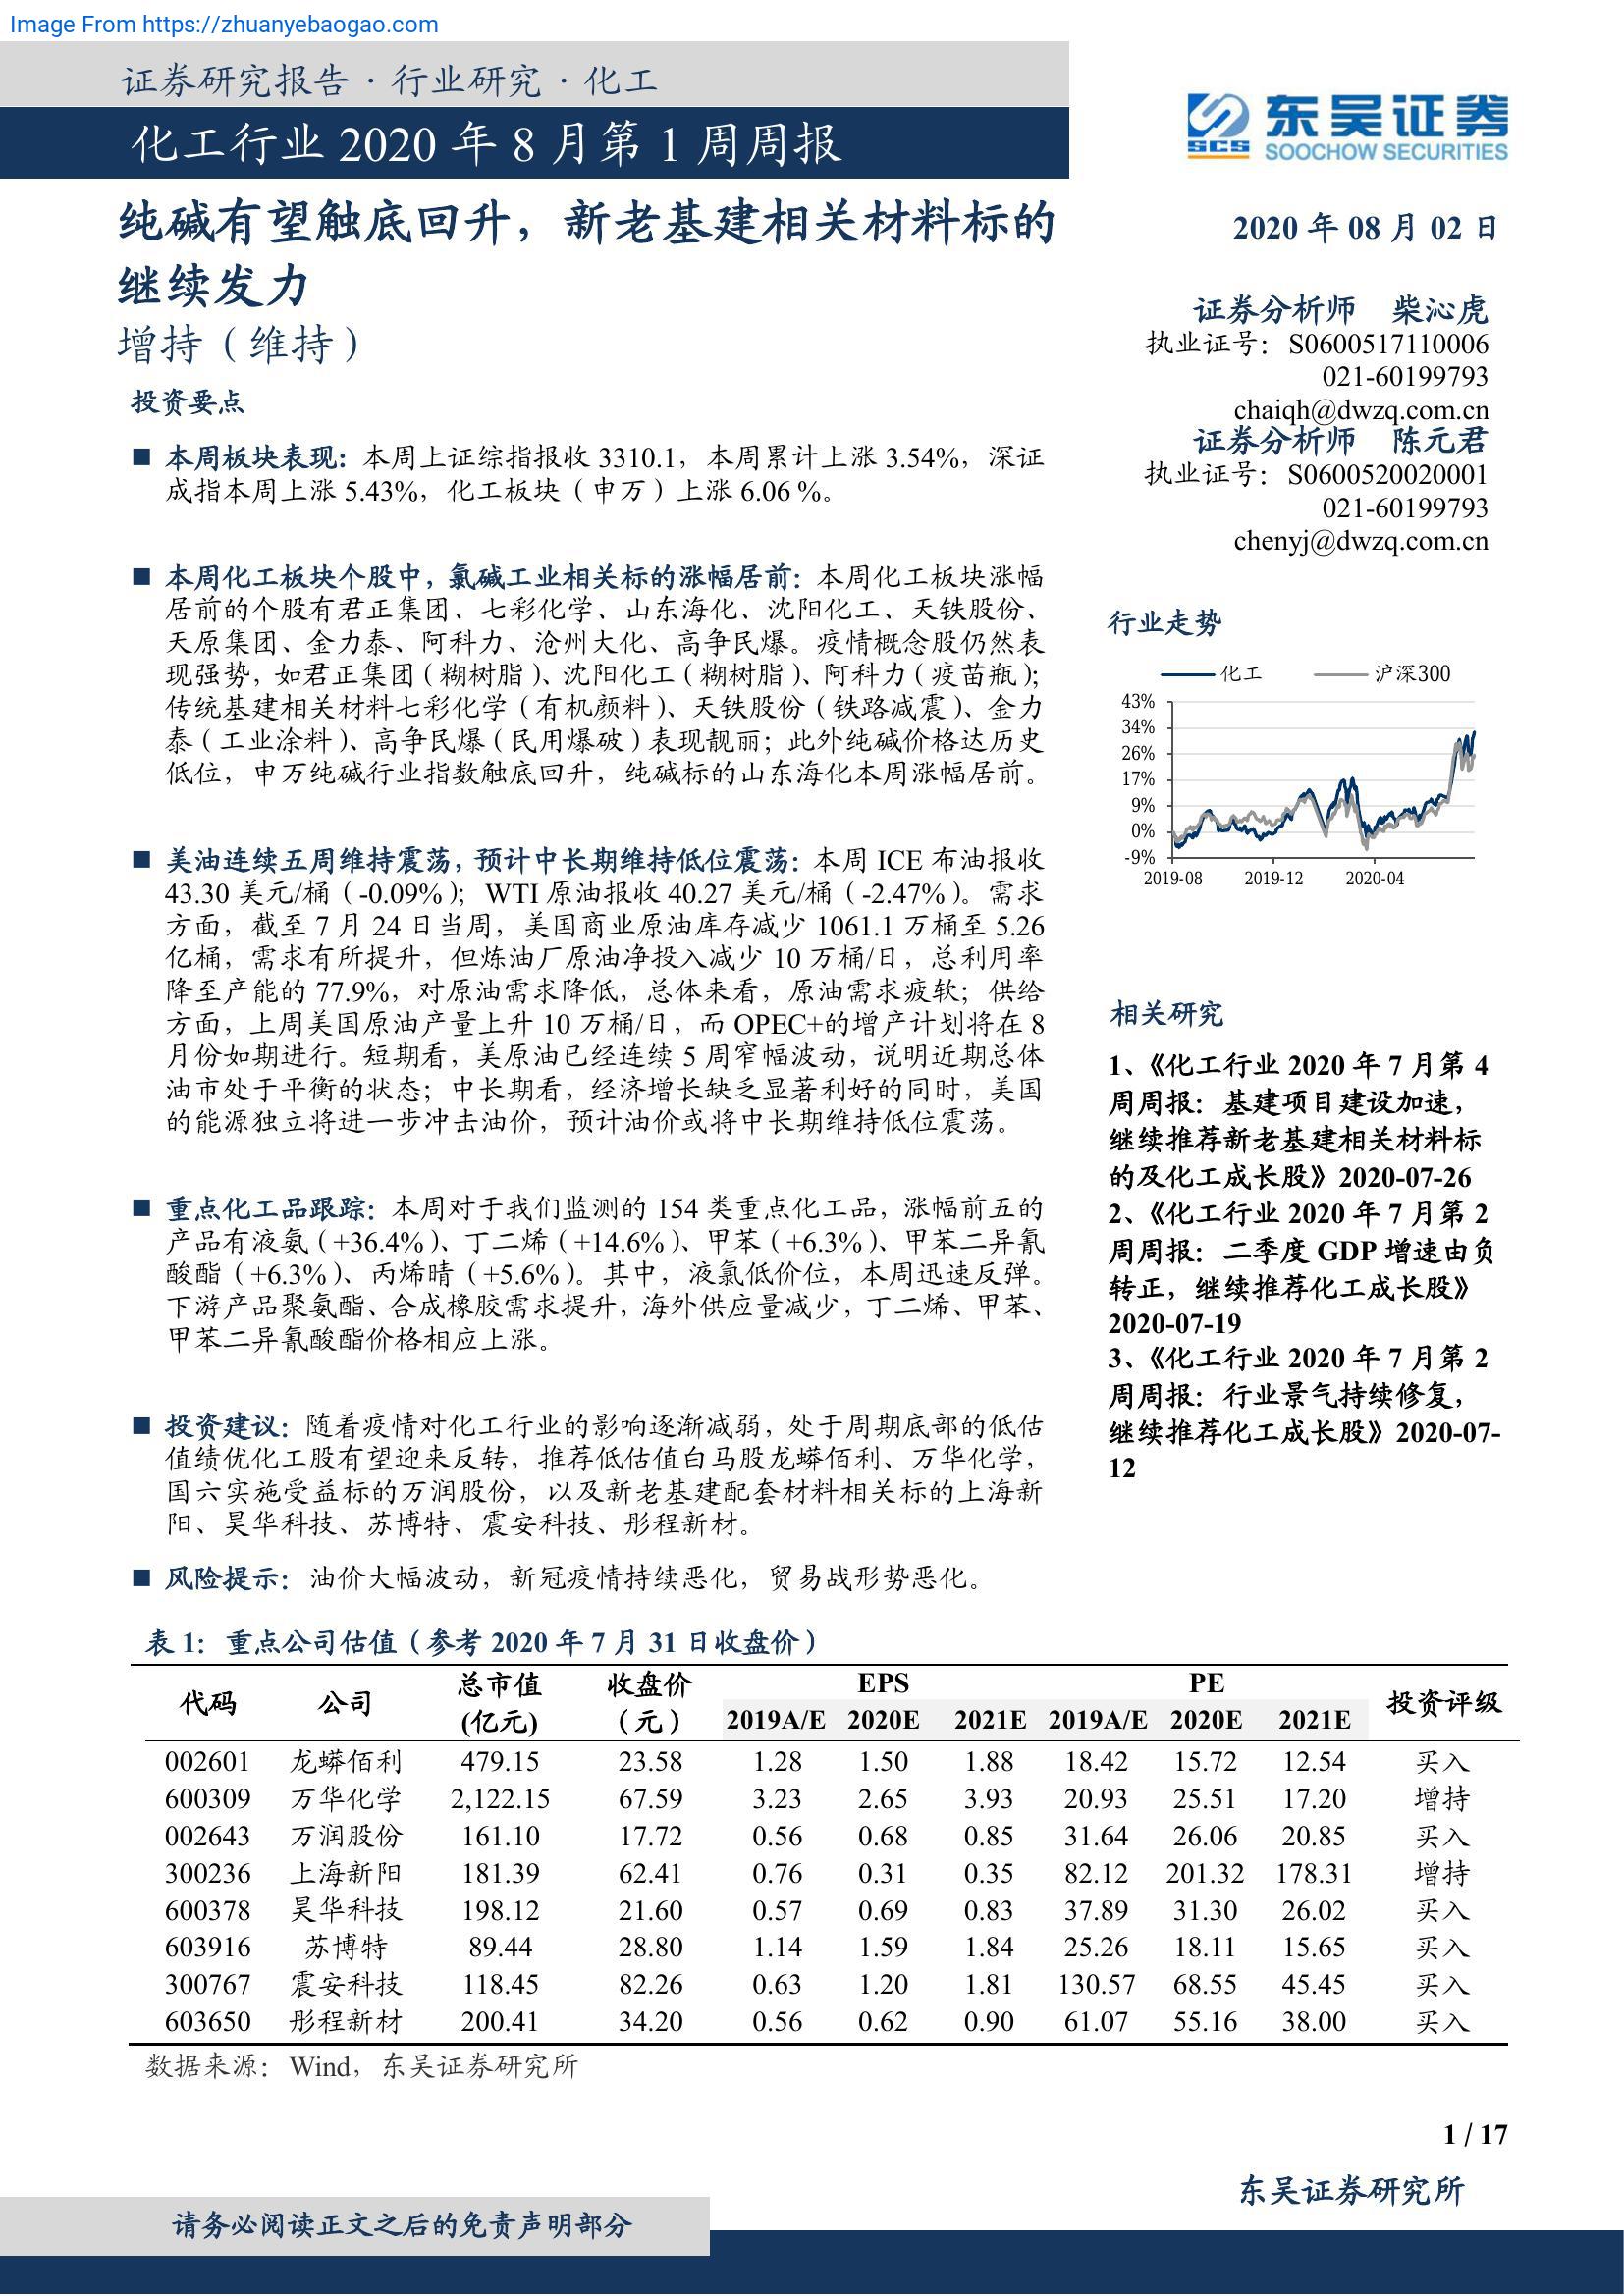 Image From https://zhuanyebaogao.com
证券研究报告·行业研究·化工
化工行业 2020 年 8 月第 1 周周报
东吴证券
SCS
SOOCHOW SECURITIES
纯碱有望触底回升，新老基建相关材料标的
继续发力
增持（维持）
投资要点
■ 本周板块表现：本周上证综指报收 3310.1，本周累计上涨 3.54%，深证
成指本周上涨 5.43%，化工板块（申万）上涨 6.06 %。
■ 本周化工板块个股中，氯碱工业相关标的涨幅居前：本周化工板块涨幅
居前的个股有君正集团、七彩化学、山东海化、沈阳化工、天铁股份、
天原集团、金力泰、阿科力、沧州大化、高争民爆。疫情概念股仍然表
现强势，如君正集团（糊树脂）、沈阳化工（糊树脂）、阿科力（疫苗瓶）；
传统基建相关材料七彩化学（有机颜料）、天铁股份（铁路减震）、金力
泰（工业涂料）、高争民爆（民用爆破）表现靓丽；此外纯碱价格达历史
低位，申万纯碱行业指数触底回升，纯碱标的山东海化本周涨幅居前。
■ 美油连续五周维持震荡，预计中长期维持低位震荡：本周 ICE 布油报收
43.30 美元/桶（-0.09%）；WTI 原油报收 40.27 美元/桶（-2.47%）。需求
方面，截至 7 月 24 日当周，美国商业原油库存减少 1061.1 万桶至 5.26
亿桶，需求有所提升，但炼油厂原油净投入减少 10 万桶/日，总利用率
降至产能的 77.9%，对原油需求降低，总体来看，原油需求疲软；供给
方面，上周美国原油产量上升 10 万桶/日，而 OPEC+的增产计划将在 8
月份如期进行。短期看，美原油已经连续 5 周窄幅波动，说明近期总体
油市处于平衡的状态；中长期看，经济增长缺乏显著利好的同时，美国
的能源独立将进一步冲击油价，预计油价或将中长期维持低位震荡。
■ 重点化工品跟踪：本周对于我们监测的 154 类重点化工品，涨幅前五的
产品有液氨（+36.4%）、丁二烯（+14.6%）、甲苯（+6.3%）、甲苯二异氰
酸酯（+6.3%）、丙烯晴（+5.6%）。其中，液氯低价位，本周迅速反弹。
下游产品聚氨酯、合成橡胶需求提升，海外供应量减少，丁二烯、甲苯、
甲苯二异氰酸酯价格相应上涨。
■ 投资建议：随着疫情对化工行业的影响逐渐减弱，处于周期底部的低估
值绩优化工股有望迎来反转，推荐低估值白马股龙蟒佰利、万华化学，
国六实施受益标的万润股份，以及新老基建配套材料相关标的上海新
阳、昊华科技、苏博特、震安科技、彤程新材。
■ 风险提示：油价大幅波动，新冠疫情持续恶化，贸易战形势恶化。
2020 年 08 月 02 日
证券分析师 柴沁虎
执业证号：S0600517110006
021-60199793
chaiqh@dwzq.com.cn
证券分析师 陈元君
执业证号：S0600520020001
021-60199793
chenyj@dwzq.com.cn
行业走势
化工 沪深300
43%
34%
26%
17%
9%
0%
-9%
2019-08 2019-12 2020-04
相关研究
1、《化工行业 2020 年 7 月第 4
周周报：基建项目建设加速，
继续推荐新老基建相关材料标
的及化工成长股》2020-07-26
2、《化工行业 2020 年 7 月第 2
周周报：二季度 GDP 增速由负
转正，继续推荐化工成长股》
2020-07-19
3、《化工行业 2020 年 7 月第 2
周周报：行业景气持续修复，
继续推荐化工成长股》2020-07-
12
表 1：重点公司估值（参考 2020 年 7 月 31 日收盘价）
代码 公司 总市值 收盘价 EPS PE 投资评级
(亿元) （元） 2019A/E 2020E 2021E 2019A/E 2020E 2021E
002601 龙蟒佰利 479.15 23.58 1.28 1.50 1.88 18.42 15.72 12.54 买入
600309 万华化学 2,122.15 67.59 3.23 2.65 3.93 20.93 25.51 17.20 增持
002643 万润股份 161.10 17.72 0.56 0.68 0.85 31.64 26.06 20.85 买入
300236 上海新阳 181.39 62.41 0.76 0.31 0.35 82.12 201.32 178.31 增持
600378 昊华科技 198.12 21.60 0.57 0.69 0.83 37.89 31.30 26.02 买入
603916 苏博特 89.44 28.80 1.14 1.59 1.84 25.26 18.11 15.65 买入
300767 震安科技 118.45 82.26 0.63 1.20 1.81 130.57 68.55 45.45 买入
603650 彤程新材 200.41 34.20 0.56 0.62 0.90 61.07 55.16 38.00 买入
数据来源：Wind，东吴证券研究所
1 / 17
东吴证券研究所
请务必阅读正文之后的免责声明部分